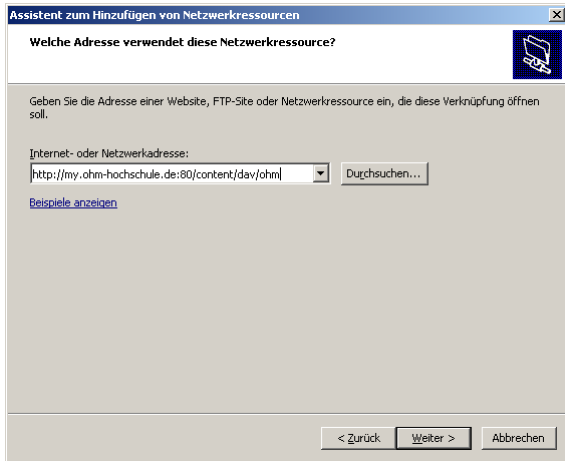 Assistent zum Hinzufügen von Netzwerkressourcen
Welche Adresse verwendet diese Netzwerkressource?
Geben Sie die Adresse einer Website, FTP-Site oder Netzwerkressource ein, die diese Verknüpfung öffnen
soll.
Internet- oder Netzwerkadresse:
http://my.ohm-hochschule.de:80/content/dav/ohm Durchsuchen...
Beispiele anzeigen
< Zurück Weiter > Abbrechen